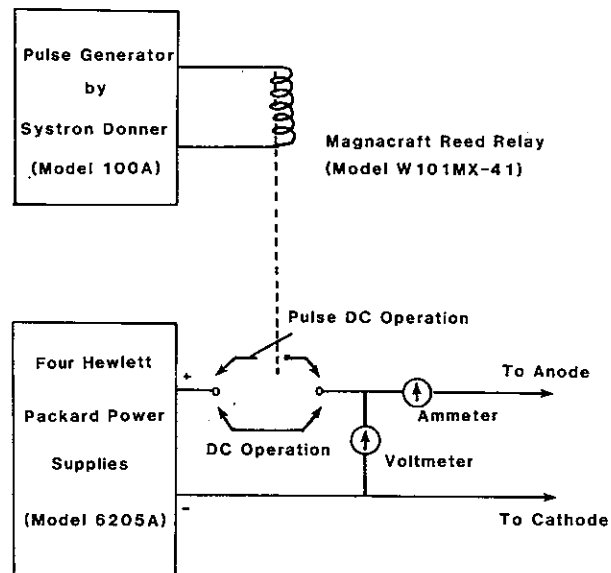 Pulse Generator
by
Systron Donner
(Model 100A)
Magnacraft Reed Relay
(Model W101MX-41)
Pulse DC Operation
Four Hewlett
Packard Power
Supplies
(Model 6205A)
+
-
DC Operation
To Anode
Ammeter
Voltmeter
To Cathode